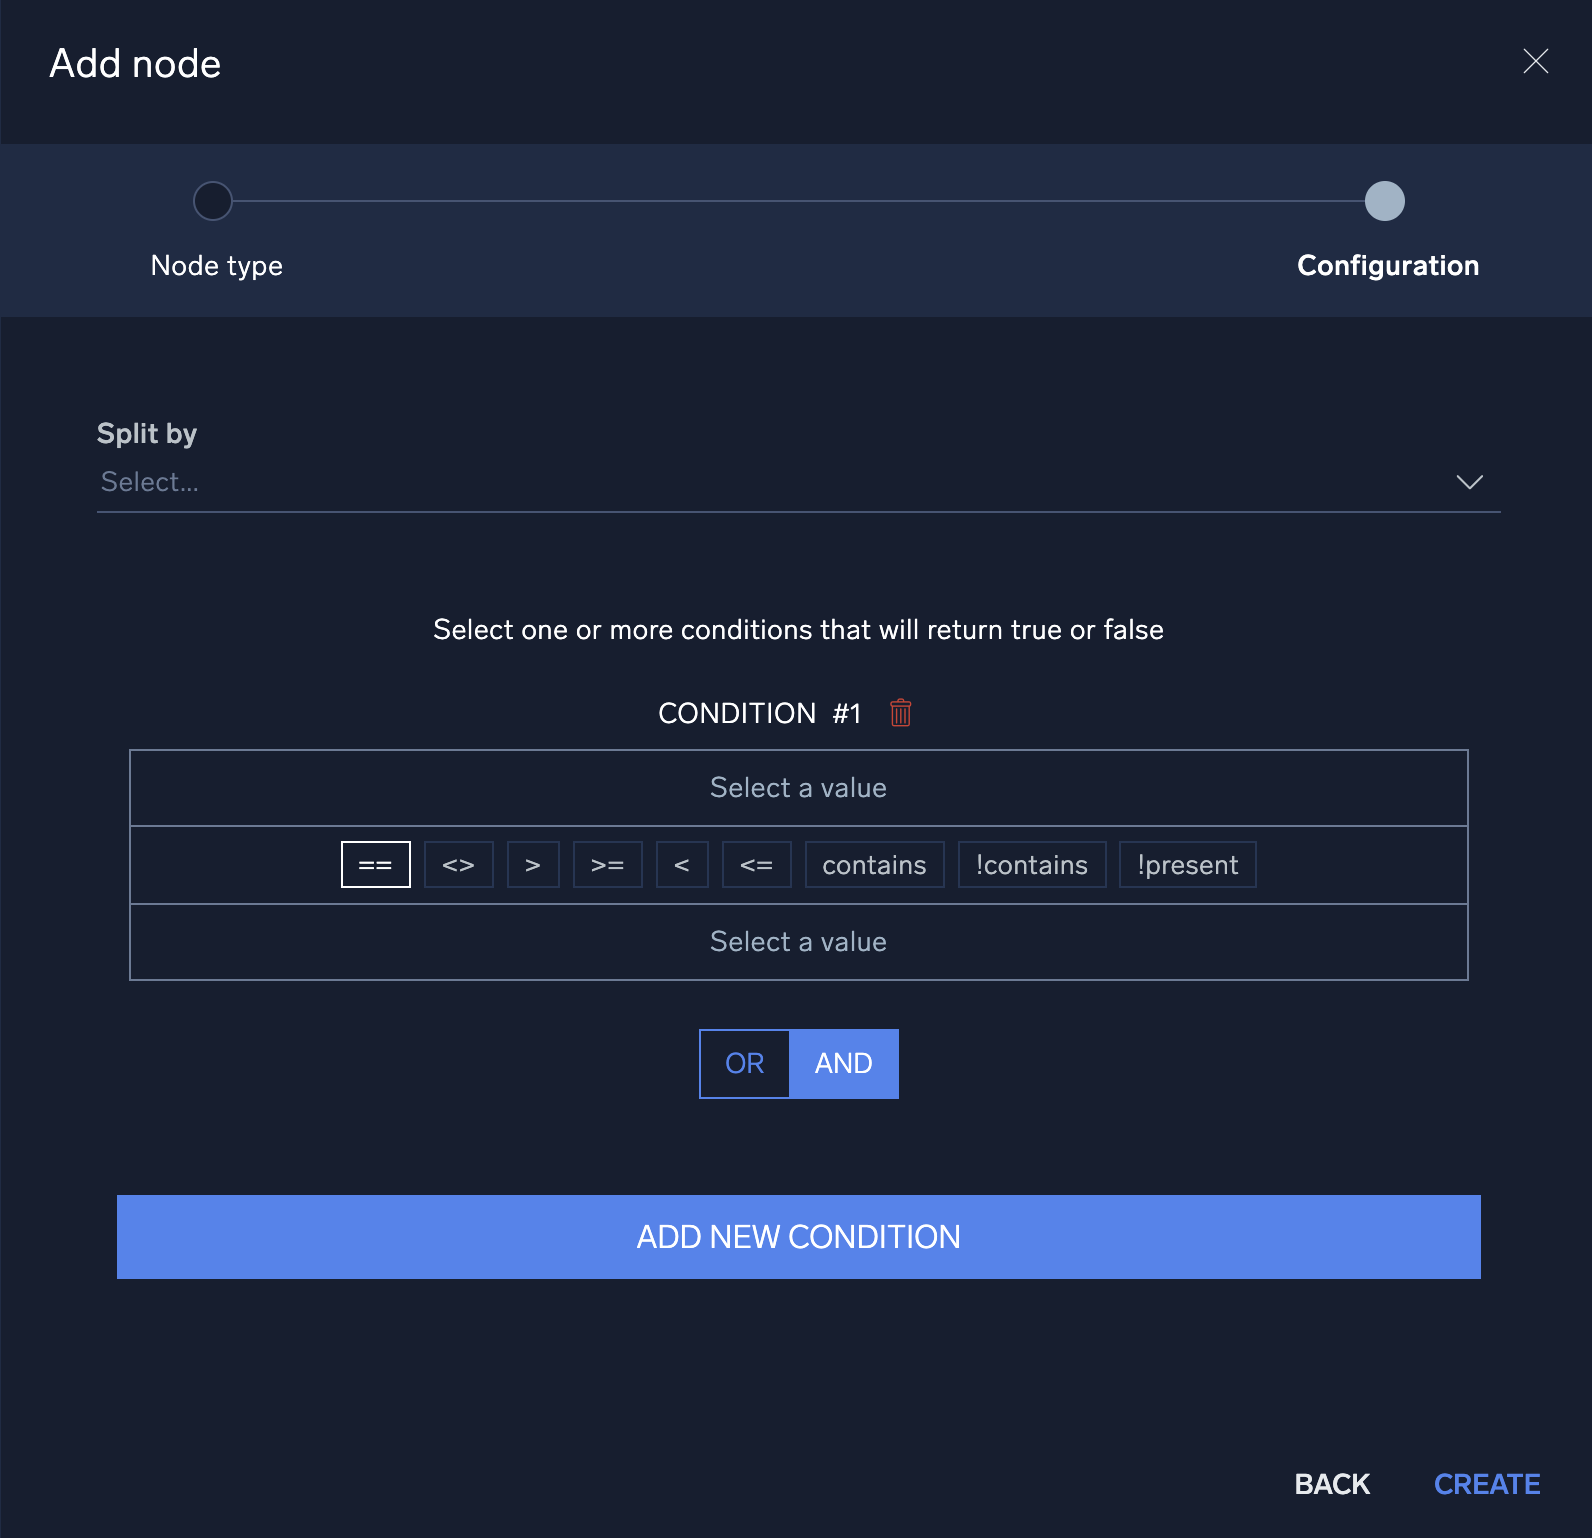 Add node
Node type
Configuration
Split by
Select...
Select one or more conditions that will return true or false
CONDITION #1
Select a value
== <> > >= < <= contains !contains !present
Select a value
OR AND
ADD NEW CONDITION
BACK CREATE